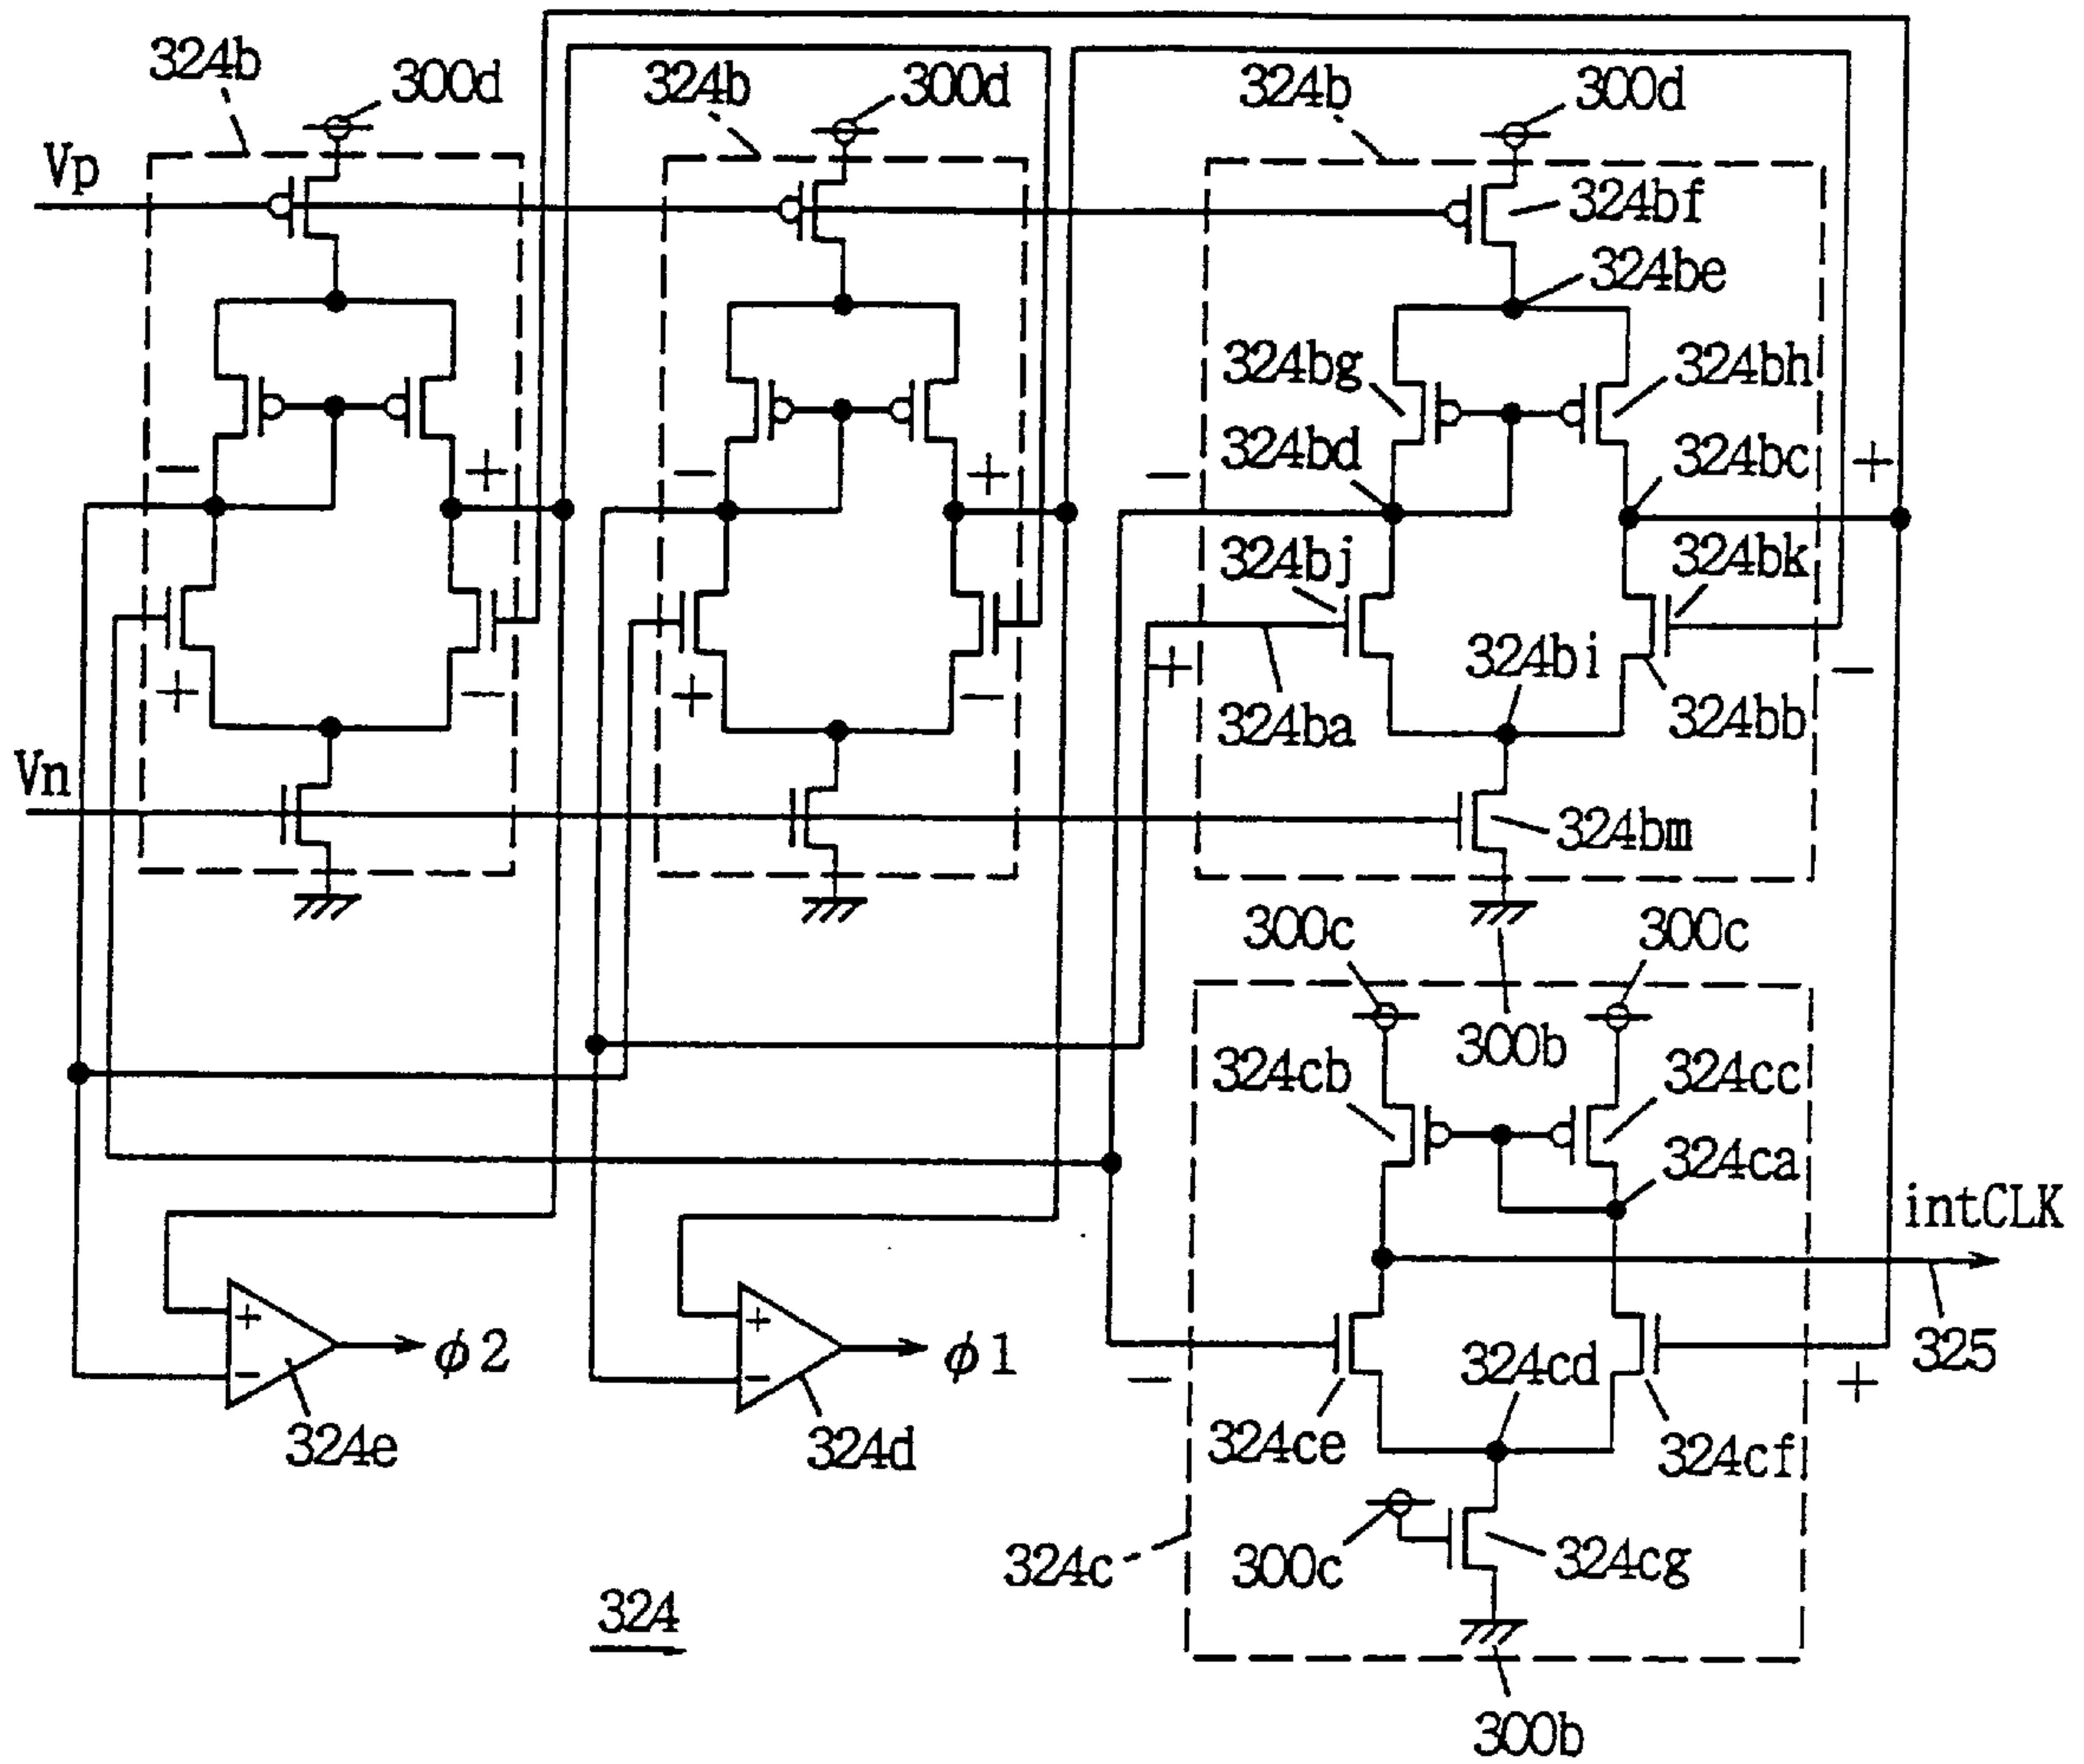 324b 300d 324b 300d 324b 300d
Vp
324bf
324be
324bg 324bh
324bd 324bc
− + − + − +
324bj 324bk
+ − + − + 324bi −
324ba 324bb
Vn
324bm
300c 300c
300b
324cb 324cc
324ca
intCLK
+ φ2 + φ1
− − 325
− 324cd +
324e 324d 324ce 324cf
324c 300c 324cg
324
300b